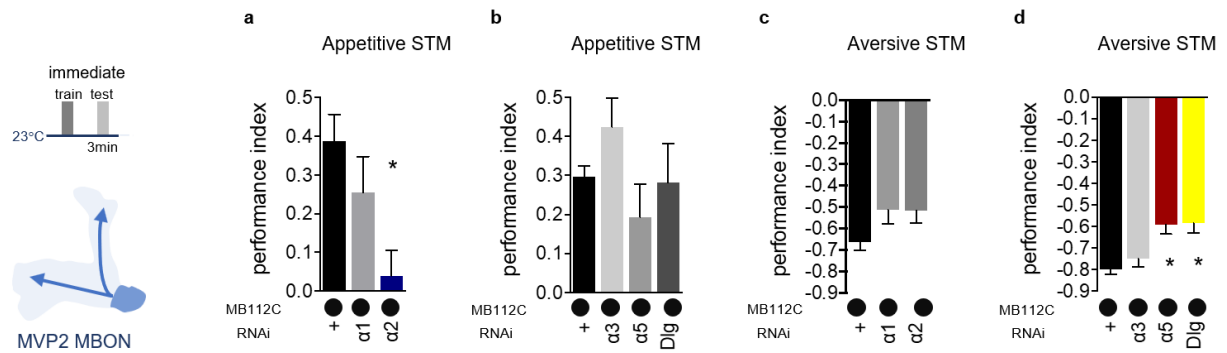 immediate
train test
23°C
3min
MVP2 MBON
a
Appetitive STM
performance index
0.5
0.4
0.3
0.2
0.1
0.0
*
MB112C
RNAi
+ α1 α2
b
Appetitive STM
performance index
0.5
0.4
0.3
0.2
0.1
0.0
MB112C
RNAi
+ α3 α5 Dlg
c
Aversive STM
performance index
0.0
-0.1
-0.2
-0.3
-0.4
-0.5
-0.6
-0.7
-0.8
-0.9
MB112C
RNAi
+ α1 α2
d
Aversive STM
performance index
0.0
-0.1
-0.2
-0.3
-0.4
-0.5
-0.6
-0.7
-0.8
-0.9
* *
MB112C
RNAi
+ α3 α5 Dlg